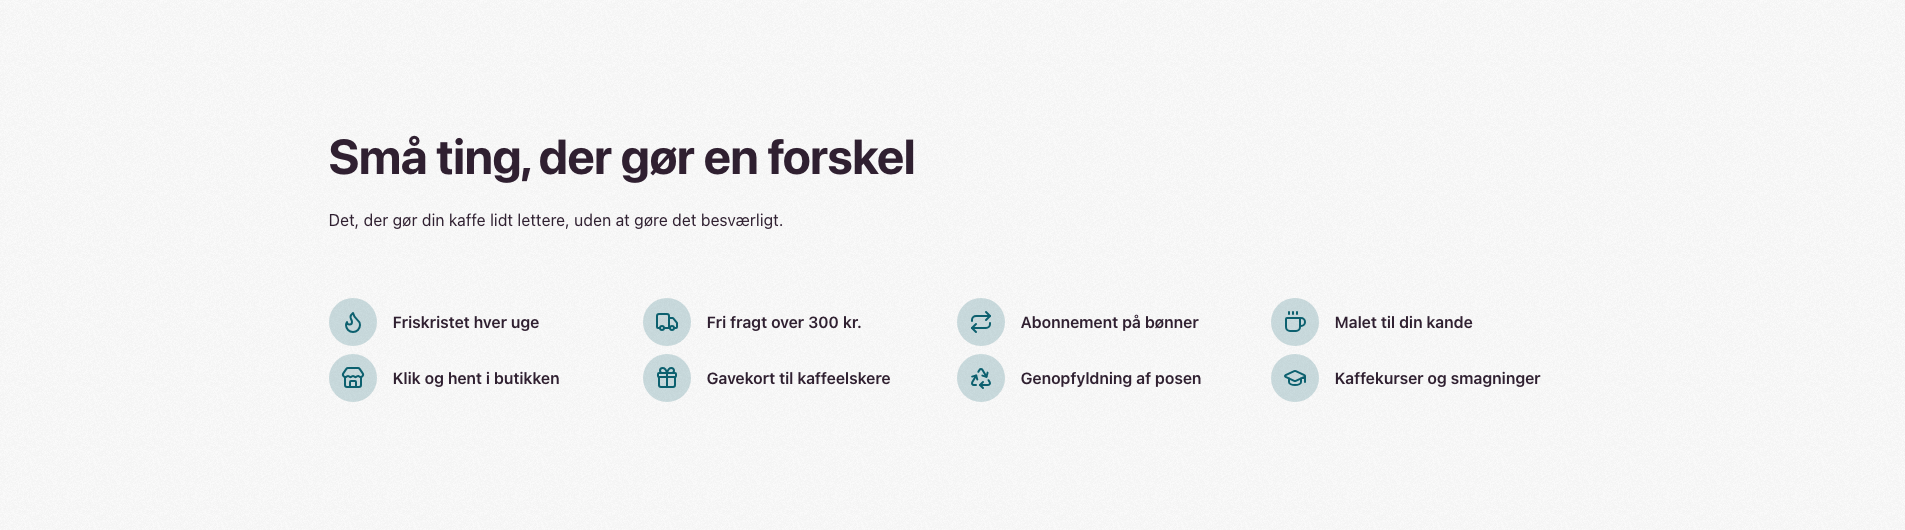 Små ting, der gør en forskel
Det, der gør din kaffe lidt lettere, uden at gøre det besværligt.
Friskristet hver uge
Fri fragt over 300 kr.
Abonnement på bønner
Malet til din kande
Klik og hent i butikken
Gavekort til kaffeelskere
Genopfyldning af posen
Kaffekurser og smagninger